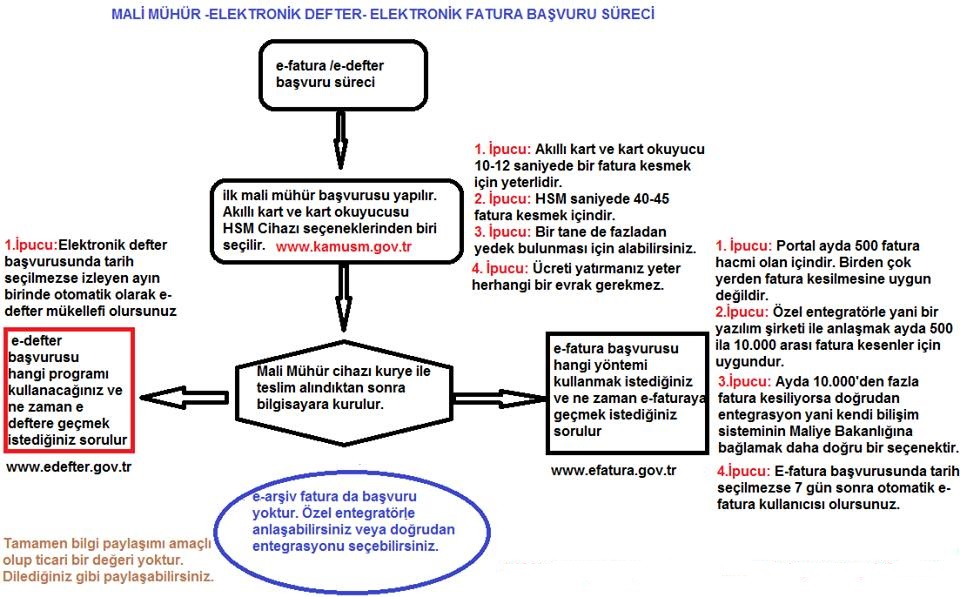 MALİ MÜHÜR -ELEKTRONİK DEFTER- ELEKTRONİK FATURA BAŞVURU SÜRECİ
e-fatura /e-defter
başvuru süreci
ilk mali mühür başvurusu yapılır.
Akıllı kart ve kart okuyucusu
HSM Cihazı seçeneklerinden biri
seçilir. www.kamusm.gov.tr
1. İpucu: Akıllı kart ve kart okuyucu
10-12 saniyede bir fatura kesmek
için yeterlidir.
2. İpucu: HSM saniyede 40-45
fatura kesmek içindir.
3. İpucu: Bir tane de fazladan
yedek bulunması için alabilirsiniz.
4. İpucu: Ücreti yatırmanız yeter
herhangi bir evrak gerekmez.
1.İpucu:Elektronik defter
başvurusunda tarih
seçilmezse izleyen ayın
birinde otomatik olarak e-
defter mükellefi olursunuz
e-defter
başvurusu
hangi programı
kullanacağınız ve
ne zaman e
deftere geçmek
istediğiniz sorulur
www.edefter.gov.tr
Mali Mühür cihazı kurye ile
teslim alındıktan sonra
bilgisayara kurulur.
e-fatura başvurusu
hangi yöntemi
kullanmak istediğiniz
ve ne zaman e-faturaya
geçmek istediğiniz
sorulur
www.efatura.gov.tr
1. İpucu: Portal ayda 500 fatura
hacmi olan içindir. Birden çok
yerden fatura kesilmesine uygun
değildir.
2.İpucu: Özel entegratörle yani bir
yazılım şirketi ile anlaşmak ayda 500
ila 10.000 arası fatura kesenler için
uygundur.
3.İpucu: Ayda 10.000'den fazla
fatura kesiliyorsa doğrudan
entegrasyon yani kendi bilişim
sisteminin Maliye Bakanlığına
bağlamak daha doğru bir seçenektir.
4.İpucu: E-fatura başvurusunda tarih
seçilmezse 7 gün sonra otomatik e-
fatura kullanıcısı olursunuz.
e-arşiv fatura da başvuru
yoktur. Özel entegratörle
anlaşabilirsiniz veya doğrudan
entegrasyonu seçebilirsiniz.
Tamamen bilgi paylaşımı amaçlı
olup ticari bir değeri yoktur.
Dilediğiniz gibi paylaşabilirsiniz.